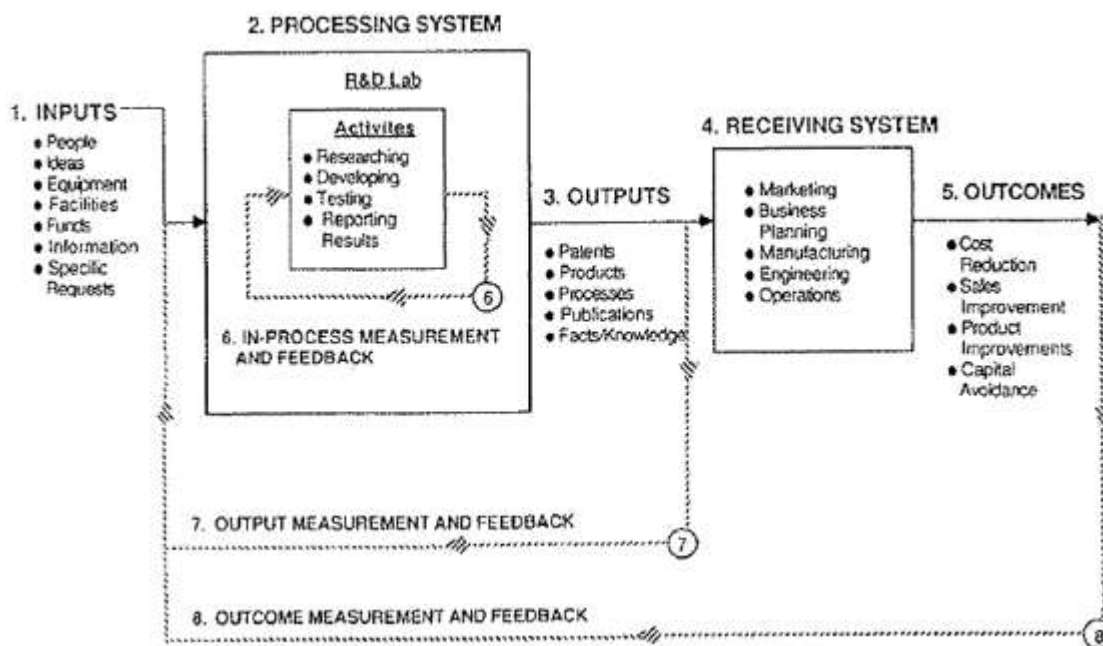 2. PROCESSING SYSTEM
R&D Lab
1. INPUTS
● People
● Ideas
● Equipment
● Facilities
● Funds
● Information
● Specific
Requests
Activites
● Researching
● Developing
● Testing
● Reporting
Results
6
6. IN-PROCESS MEASUREMENT
AND FEEDBACK
3. OUTPUTS
● Patents
● Products
● Processes
● Publications
● Facts/Knowledge
4. RECEIVING SYSTEM
● Marketing
● Business
Planning
● Manufacturing
● Engineering
● Operations
5. OUTCOMES
● Cost
Reduction
● Sales
Improvement
● Product
Improvements
● Capital
Avoidance
7. OUTPUT MEASUREMENT AND FEEDBACK
7
8. OUTCOME MEASUREMENT AND FEEDBACK
8